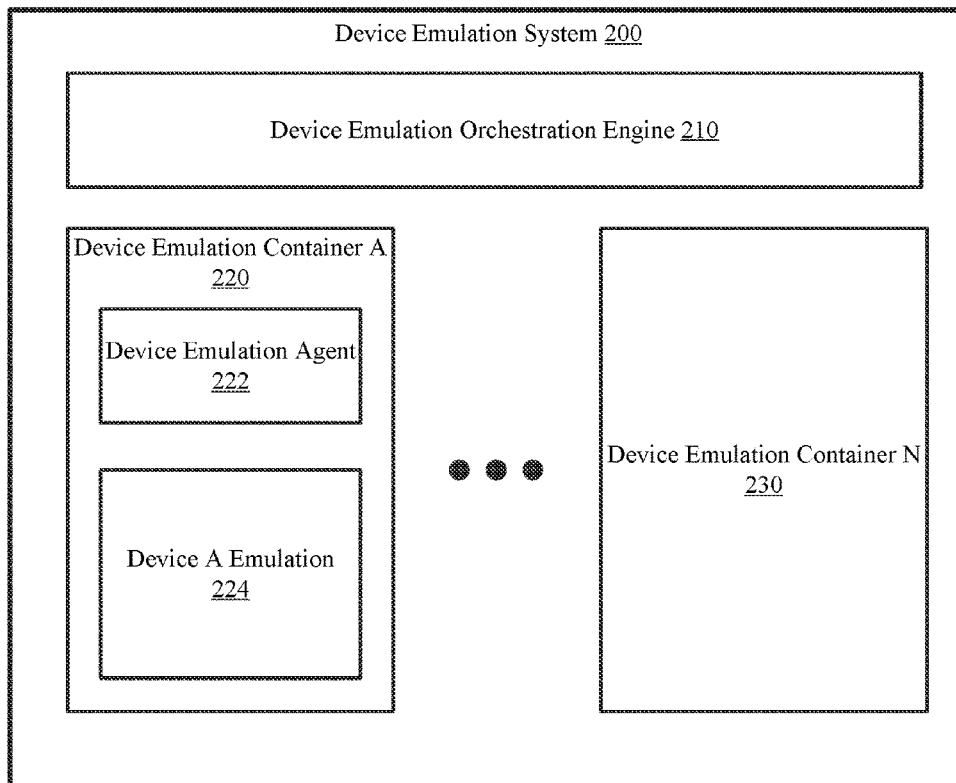 Device Emulation System 200
Device Emulation Orchestration Engine 210
Device Emulation Container A
220
Device Emulation Agent
222
Device A Emulation
224
Device Emulation Container N
230